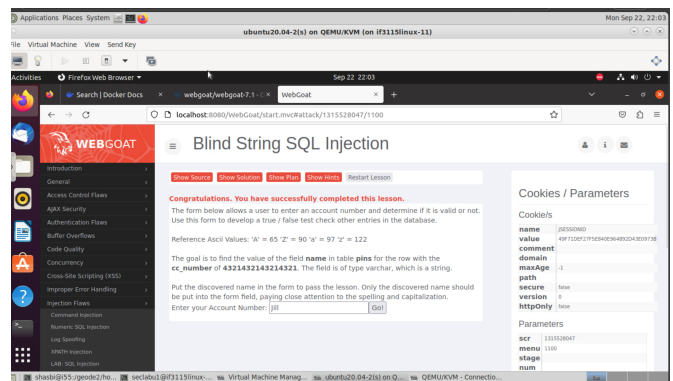 Applications Places System
Mon Sep 22, 22:03
ubuntu20.04-2(s) on QEMU/KVM (on if3115linux-11)
File Virtual Machine View Send Key
Activities Firefox Web Browser Sep 22 22:03
Search | Docker Docs × webgoat/webgoat-7.1 - × WebGoat × +
localhost:8080/WebGoat/start.mvc#attack/1315528047/1100
WEBGOAT
Blind String SQL Injection
Introduction
General
Access Control Flaws
AJAX Security
Authentication Flaws
Buffer Overflows
Code Quality
Concurrency
Cross-Site Scripting (XSS)
Improper Error Handling
Injection Flaws
Command Injection
Numeric SQL Injection
Log Spoofing
XPATH Injection
LAB: SQL Injection
Show Source Show Solution Show Plan Show Hints Restart Lesson
Congratulations. You have successfully completed this lesson.
The form below allows a user to enter an account number and determine if it is valid or not.
Use this form to develop a true / false test check other entries in the database.
Reference Ascii Values: 'A' = 65 'Z' = 90 'a' = 97 'z' = 122
The goal is to find the value of the field name in table pins for the row with the
cc_number of 4321432143214321. The field is of type varchar, which is a string.
Put the discovered name in the form to pass the lesson. Only the discovered name should
be put into the form field, paying close attention to the spelling and capitalization.
Enter your Account Number: Jill Go!
Cookies / Parameters
Cookie/s
name JSESSIONID
value
comment
domain
maxAge -1
path
secure false
version 0
httpOnly false
Parameters
scr 1315528047
menu 1100
stage
num
shasbi@i55:/geode2/ho... seclabu1@if3115linux-... Virtual Machine Manag... ubuntu20.04-2(s) on Q... QEMU/KVM - Connectio...